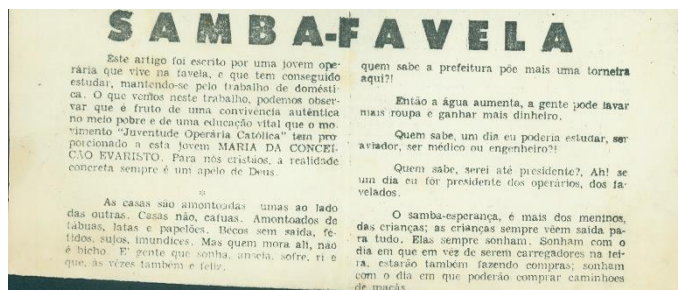 SAMBA-FAVELA
Este artigo foi escrito por uma jovem ope-
rária que vive na favela, e que tem conseguido
estudar, mantendo-se pelo trabalho de domésti-
ca. O que vemos neste trabalho, podemos obser-
var que é fruto de uma convivência autêntica
no meio pobre e de uma educação vital que o mo-
vimento "Juventude Operária Católica" tem pro-
porcionado a esta jovem MARIA DA CONCEI-
ÇÃO EVARISTO. Para nós cristãos, a realidade
concreta sempre é um apelo de Deus.
*
As casas são amontoadas umas ao lado
das outras. Casas não, cafuas. Amontoados de
tábuas, latas e papelões. Becos sem saída, fé-
tidos, sujos, imundices. Mas quem mora ali, não
é bicho. E' gente que sonha, anseia, sofre, ri e
que, às vêzes também é feliz.
quem sabe a prefeitura põe mais uma torneira
aqui?!
Então a água aumenta, a gente pode lavar
mais roupa e ganhar mais dinheiro.
Quem sabe, um dia eu poderia estudar, ser
aviador, ser médico ou engenheiro?!
Quem sabe, serei até presidente?, Ah! se
um dia eu fôr presidente dos operários, dos fa-
velados.
O samba-esperança, é mais dos meninos,
das crianças; as crianças sempre vêem saída pa-
ra tudo. Elas sempre sonham. Sonham com o
dia em que em vez de serem carregadores na fei-
ra, estarão também fazendo compras; sonham
com o dia em que poderão comprar caminhões
de maçãs.